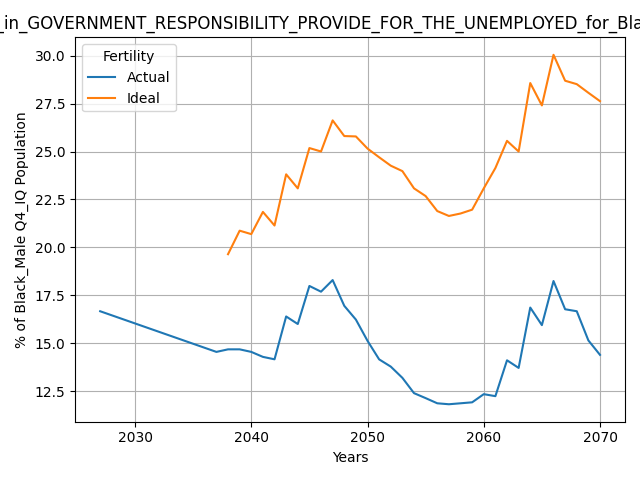 _in_GOVERNMENT_RESPONSIBILITY_PROVIDE_FOR_THE_UNEMPLOYED_for_Bla
Fertility
Actual
Ideal
% of Black_Male Q4_IQ Population
30.0
27.5
25.0
22.5
20.0
17.5
15.0
12.5
2030
2040
2050
2060
2070
Years